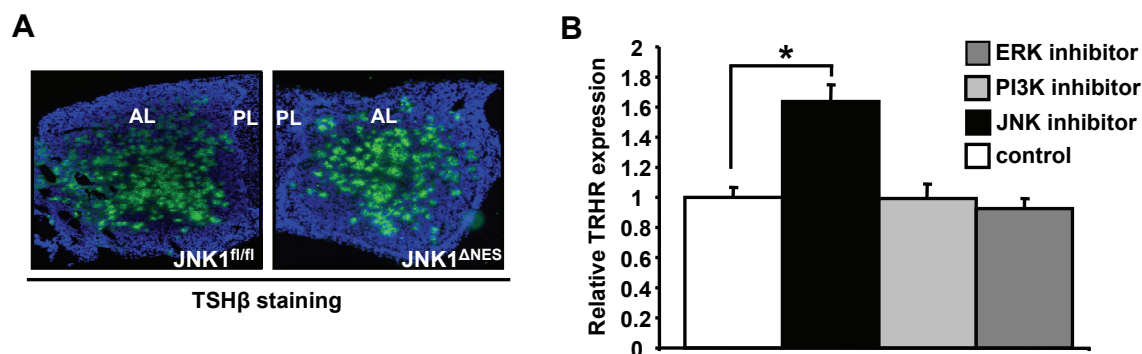 A
AL
PL
JNK1fl/fl
PL
AL
JNK1ΔNES
TSHβ staining
B
Relative TRHR expression
2
1.8
1.6
1.4
1.2
1
0.8
0.6
0.4
0.2
0
*
ERK inhibitor
PI3K inhibitor
JNK inhibitor
control